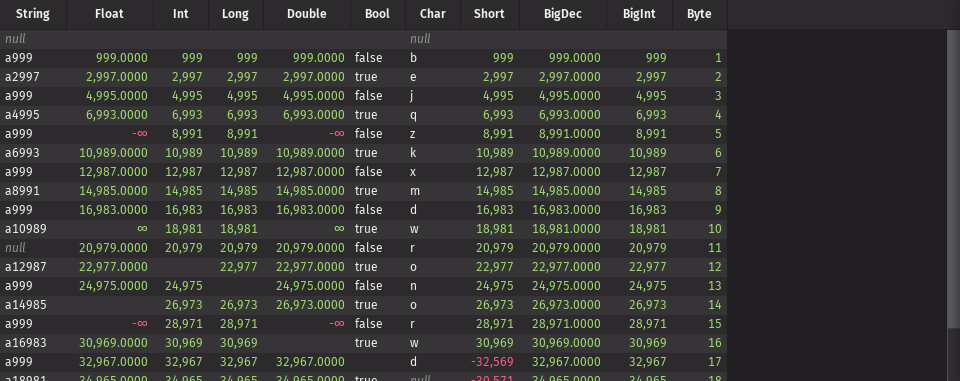 String Float Int Long Double Bool Char Short BigDec BigInt Byte
null null
a999 999.0000 999 999 999.0000 false b 999 999.0000 999 1
a2997 2,997.0000 2,997 2,997 2,997.0000 true e 2,997 2,997.0000 2,997 2
a999 4,995.0000 4,995 4,995 4,995.0000 false j 4,995 4,995.0000 4,995 3
a4995 6,993.0000 6,993 6,993 6,993.0000 true q 6,993 6,993.0000 6,993 4
a999 -∞ 8,991 8,991 -∞ false z 8,991 8,991.0000 8,991 5
a6993 10,989.0000 10,989 10,989 10,989.0000 true k 10,989 10,989.0000 10,989 6
a999 12,987.0000 12,987 12,987 12,987.0000 false x 12,987 12,987.0000 12,987 7
a8991 14,985.0000 14,985 14,985 14,985.0000 true m 14,985 14,985.0000 14,985 8
a999 16,983.0000 16,983 16,983 16,983.0000 false d 16,983 16,983.0000 16,983 9
a10989 ∞ 18,981 18,981 ∞ true w 18,981 18,981.0000 18,981 10
null 20,979.0000 20,979 20,979 20,979.0000 false r 20,979 20,979.0000 20,979 11
a12987 22,977.0000 22,977 22,977.0000 true o 22,977 22,977.0000 22,977 12
a999 24,975.0000 24,975 24,975.0000 false n 24,975 24,975.0000 24,975 13
a14985 26,973 26,973 26,973.0000 true o 26,973 26,973.0000 26,973 14
a999 -∞ 28,971 28,971 -∞ false r 28,971 28,971.0000 28,971 15
a16983 30,969.0000 30,969 30,969 true w 30,969 30,969.0000 30,969 16
a999 32,967.0000 32,967 32,967 32,967.0000 d -32,569 32,967.0000 32,967 17
a18981 34,965.0000 34,965 34,965 34,965.0000 true null -30,571 34,965.0000 34,965 18